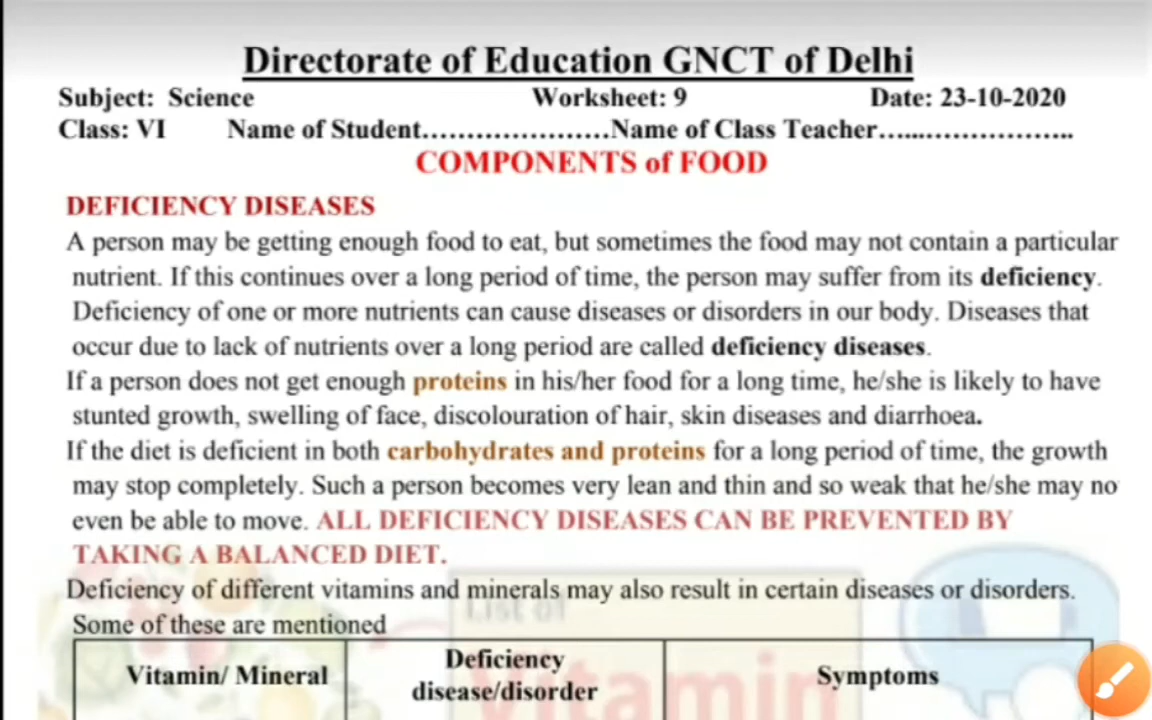 Directorate of Education GNCT of Delhi
Subject: Science Worksheet: 9 Date: 23-10-2020
Class: VI Name of Student.....................Name of Class Teacher......................
COMPONENTS of FOOD
DEFICIENCY DISEASES
A person may be getting enough food to eat, but sometimes the food may not contain a particular
nutrient. If this continues over a long period of time, the person may suffer from its deficiency.
Deficiency of one or more nutrients can cause diseases or disorders in our body. Diseases that
occur due to lack of nutrients over a long period are called deficiency diseases.
If a person does not get enough proteins in his/her food for a long time, he/she is likely to have
stunted growth, swelling of face, discolouration of hair, skin diseases and diarrhoea.
If the diet is deficient in both carbohydrates and proteins for a long period of time, the growth
may stop completely. Such a person becomes very lean and thin and so weak that he/she may no
even be able to move. ALL DEFICIENCY DISEASES CAN BE PREVENTED BY
TAKING A BALANCED DIET.
Deficiency of different vitamins and minerals may also result in certain diseases or disorders.
List of
Some of these are mentioned
Vitamin/ Mineral Deficiency disease/disorder Symptoms
Vitamin